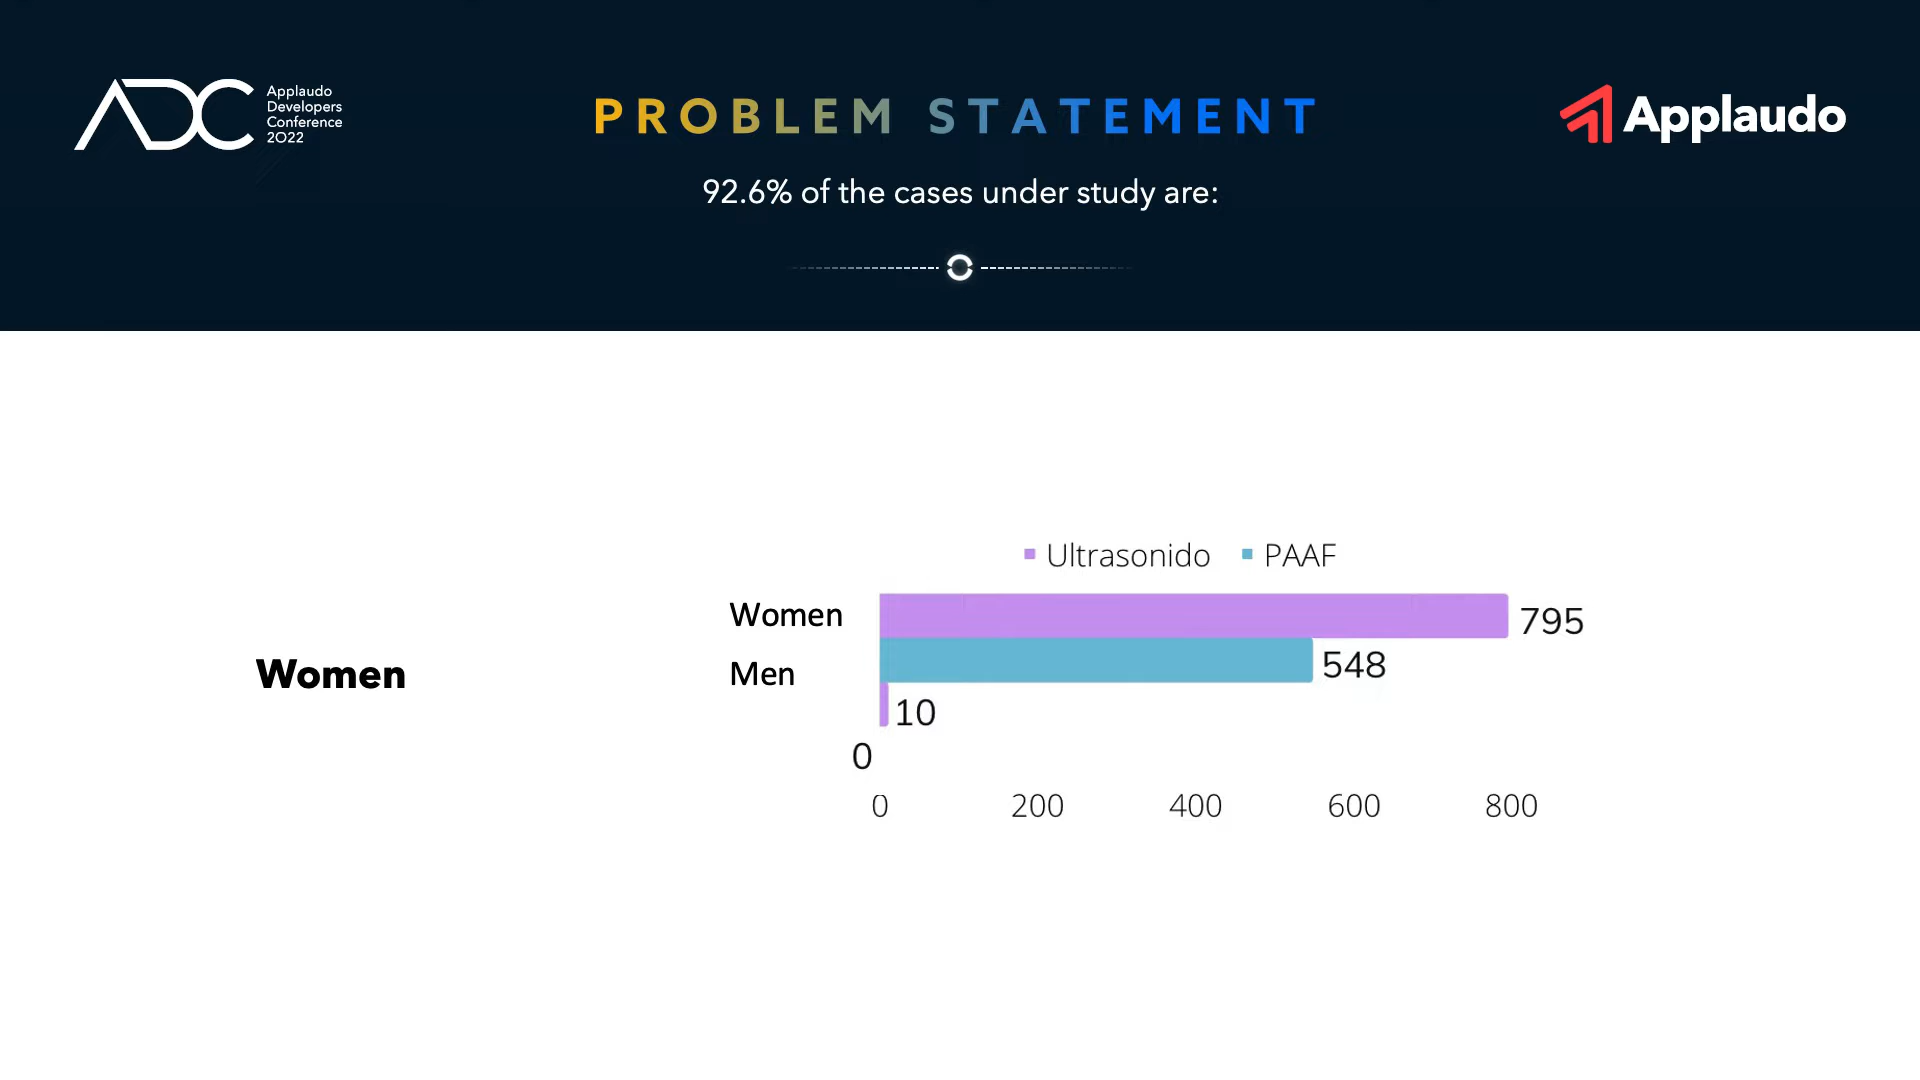 Applaudo
Developers
Conference
2022
PROBLEM STATEMENT
Applaudo
92.6% of the cases under study are:
Women
Ultrasonido PAAF
Women
Men
795
548
10
0
0 200 400 600 800